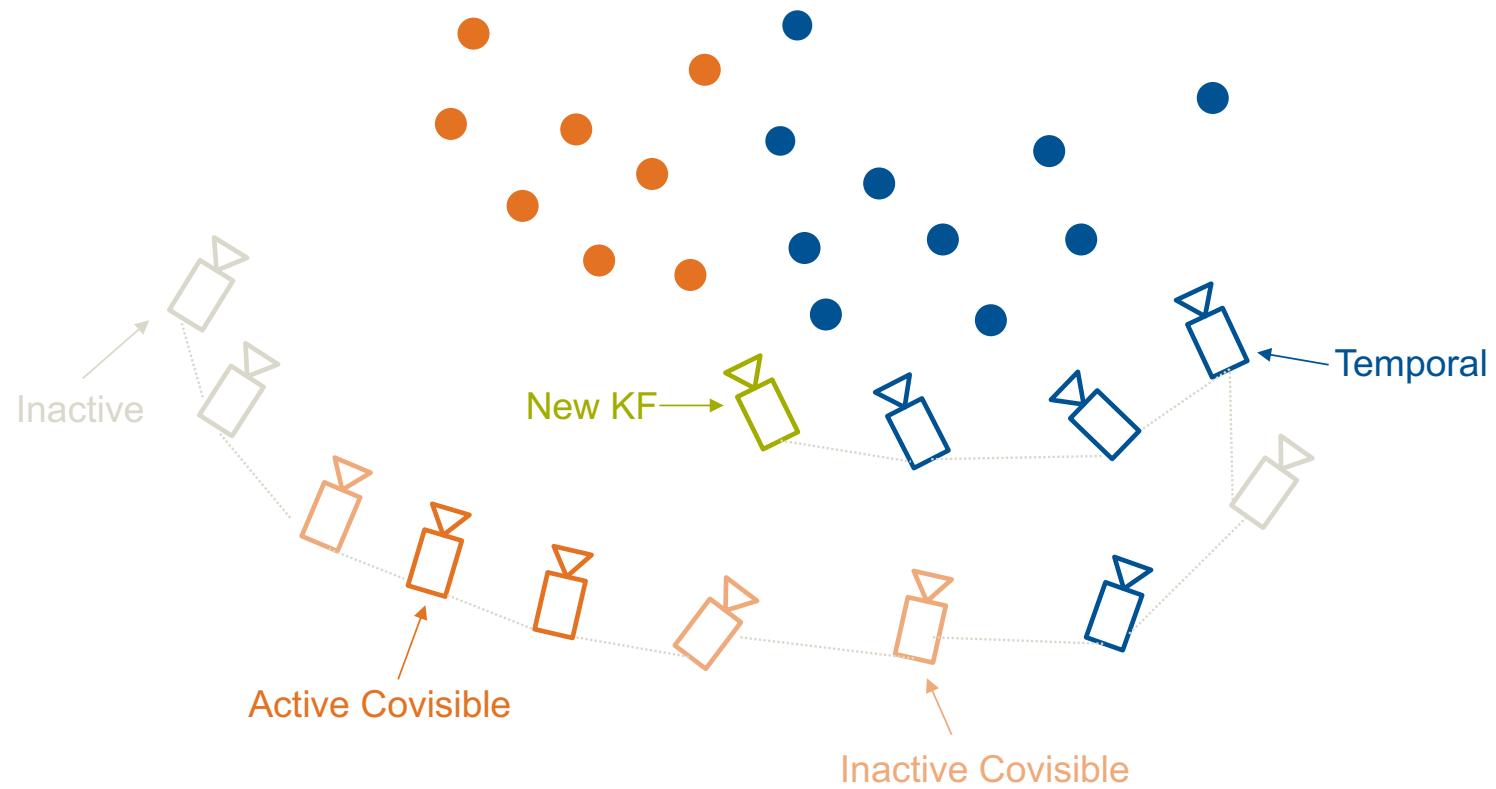 Temporal
Inactive
New KF
Active Covisible
Inactive Covisible